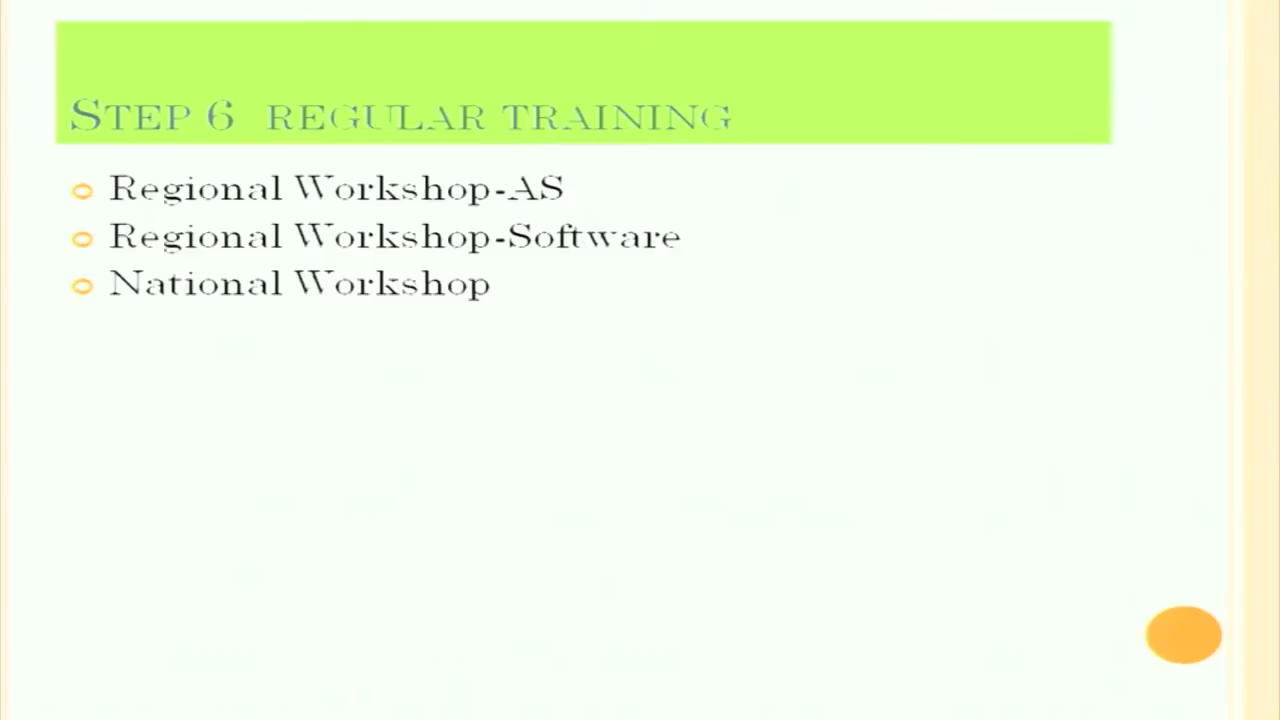 STEP 6 REGULAR TRAINING
Regional Workshop-AS
Regional Workshop-Software
National Workshop